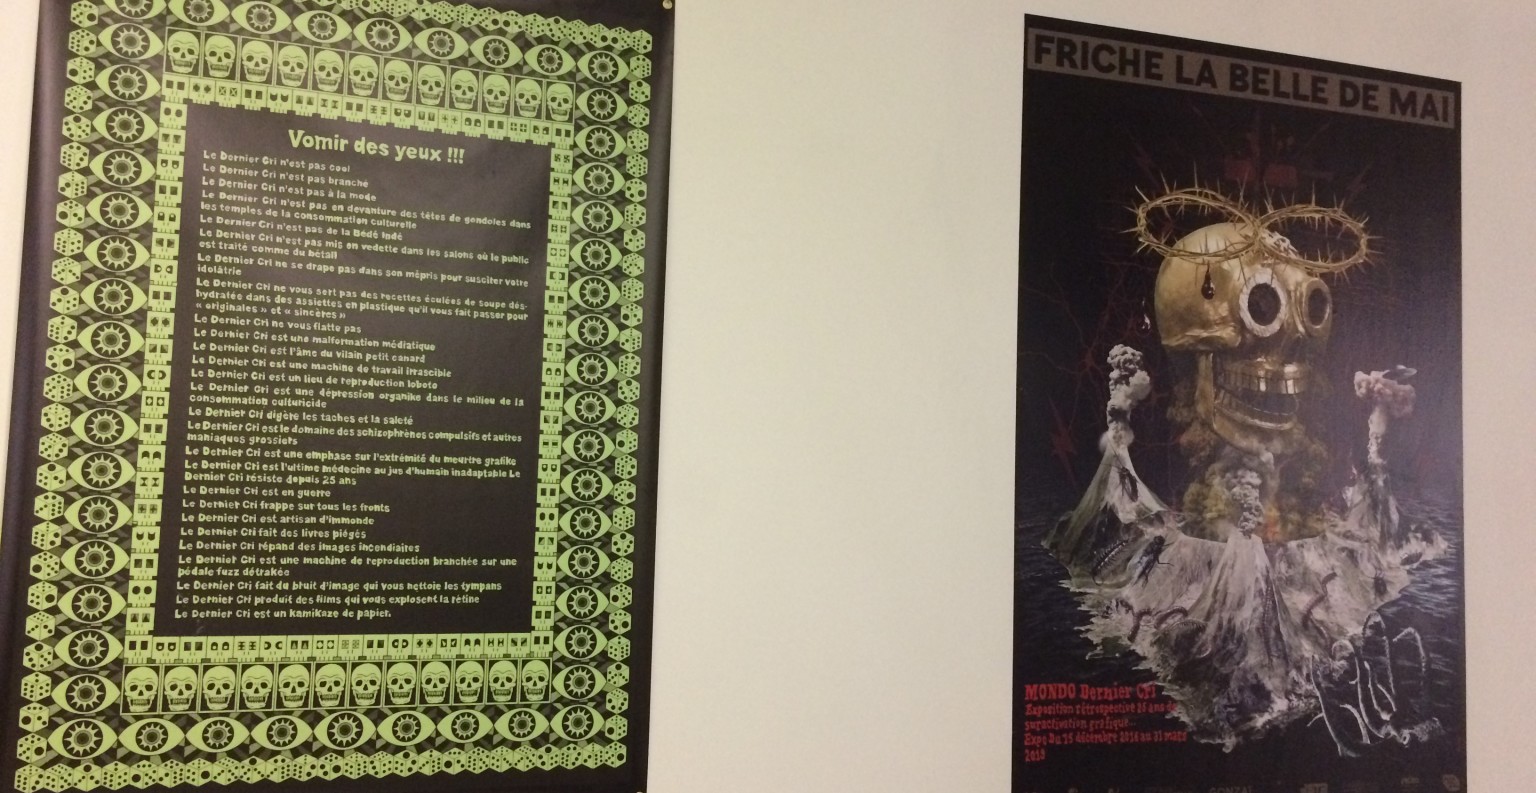 Vomir des yeux !!!
Le Dernier Cri n'est pas cool
Le Dernier Cri n'est pas branché
Le Dernier Cri n'est pas à la mode
Le Dernier Cri n'est pas en devanture des têtes de gondoles dans
les temples de la consommation culturelle
Le Dernier Cri n'est pas de la Bédé Indé
Le Dernier Cri n'est pas mis en vedette dans les salons où le public
est traité comme du bétail
Le Dernier Cri ne se drape pas dans son mépris pour susciter votre
idolâtrie
Le Dernier Cri ne vous sert pas des recettes éculées de soupe dés-
hydratée dans des assiettes en plastique qu'il vous fait passer pour
« originales » et « sincères »
Le Dernier Cri ne vous flatte pas
Le Dernier Cri est une malformation médiatique
Le Dernier Cri est l'âme du vilain petit canard
Le Dernier Cri est une machine de travail irrascible
Le Dernier Cri est un lieu de reproduction loboto
Le Dernier Cri est une dépression organike dans le milieu de la
consommation culturicide
Le Dernier Cri digère les taches et la saleté
Le Dernier Cri est le domaine des schizophrènes compulsifs et autres
maniaques grossiers
Le Dernier Cri est une emphase sur l'extrémité du meurtre grafike
Le Dernier Cri est l'ultime médecine au jus d'humain inadaptable Le
Dernier Cri résiste depuis 25 ans
Le Dernier Cri est en guerre
Le Dernier Cri frappe sur tous les fronts
Le Dernier Cri est artisan d'immonde
Le Dernier Cri fait des livres piégés
Le Dernier Cri répand des images incendiaires
Le Dernier Cri est une machine de reproduction branchée sur une
pédale fuzz détrakée
Le Dernier Cri fait du bruit d'image qui vous nettoie les tympans
Le Dernier Cri produit des films qui vous explosent la rétine
Le Dernier Cri est un kamikaze de papier.
FRICHE LA BELLE DE MAI
MONDO Dernier Cri
Exposition rétrospective 25 ans de
suractivation grafique...
Expo du 15 décembre 2018 au 31 mars
2019